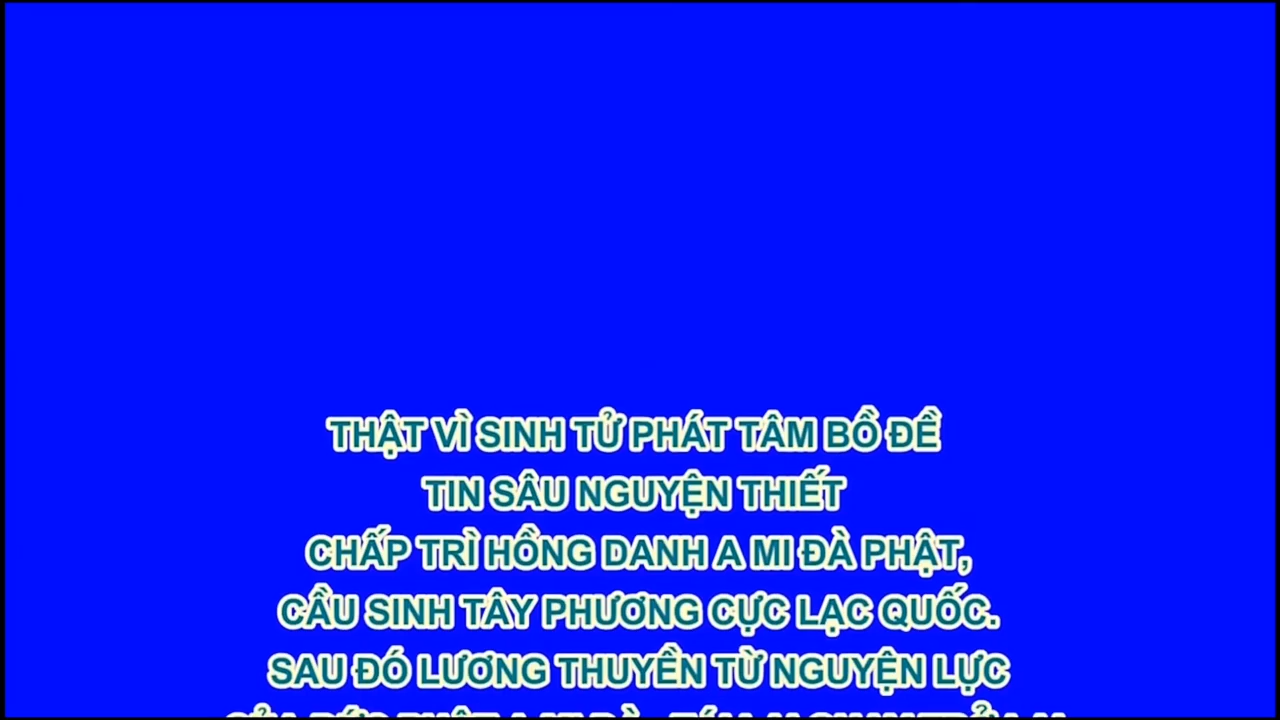 THẬT VÌ SINH TỬ PHÁT TÂM BỒ ĐỀ
TIN SÂU NGUYỆN THIẾT
CHẤP TRÌ HỒNG DANH A MI ĐÀ PHẬT,
CẦU SINH TÂY PHƯƠNG CỰC LẠC QUỐC.
SAU ĐÓ LƯƠNG THUYỀN TỪ NGUYỆN LỰC